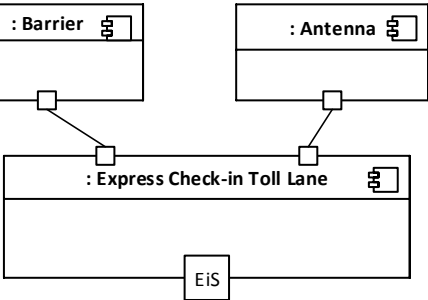 : Barrier
: Antenna
: Express Check-in Toll Lane
EiS